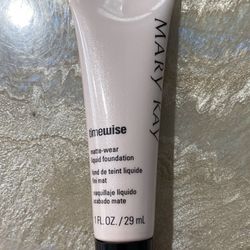 MARY KAY
timewise
matte-wear
liquid foundation
fond de teint liquide
fini mat
maquillaje líquido
acabado mate
1 FL. OZ. / 29 mL